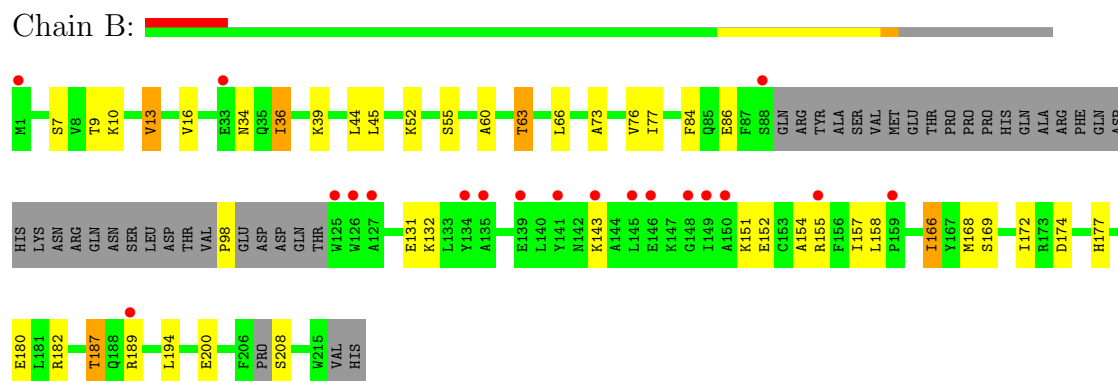 Chain B:
M1 S7 V8 T9 K10 V13 V16 E33 N34 Q35 I36 K39 L44 L45 K52 S55 A60 T63 L66 A73 V76 I77 F84 Q85 E86 F87 S88 GLN ARG TYR ALA SER VAL MET GLU THR PRO PRO PRO HIS GLN ALA ARG PHE GLN ASP
HIS LYS ASN ARG GLN ASN SER LEU ASP THR VAL P98 GLU ASP ASP GLN THR W125 W126 A127 E131 K132 L133 Y134 A135 E139 L140 Y141 N142 K143 A144 L145 E146 K147 G148 I149 A150 K151 E152 C153 A154 R155 F156 I157 L158 P159 I166 Y167 M168 S169 I172 R173 D174 H177
E180 L181 R182 T187 Q188 R189 L194 E200 F206 PRO S208 W215 VAL HIS